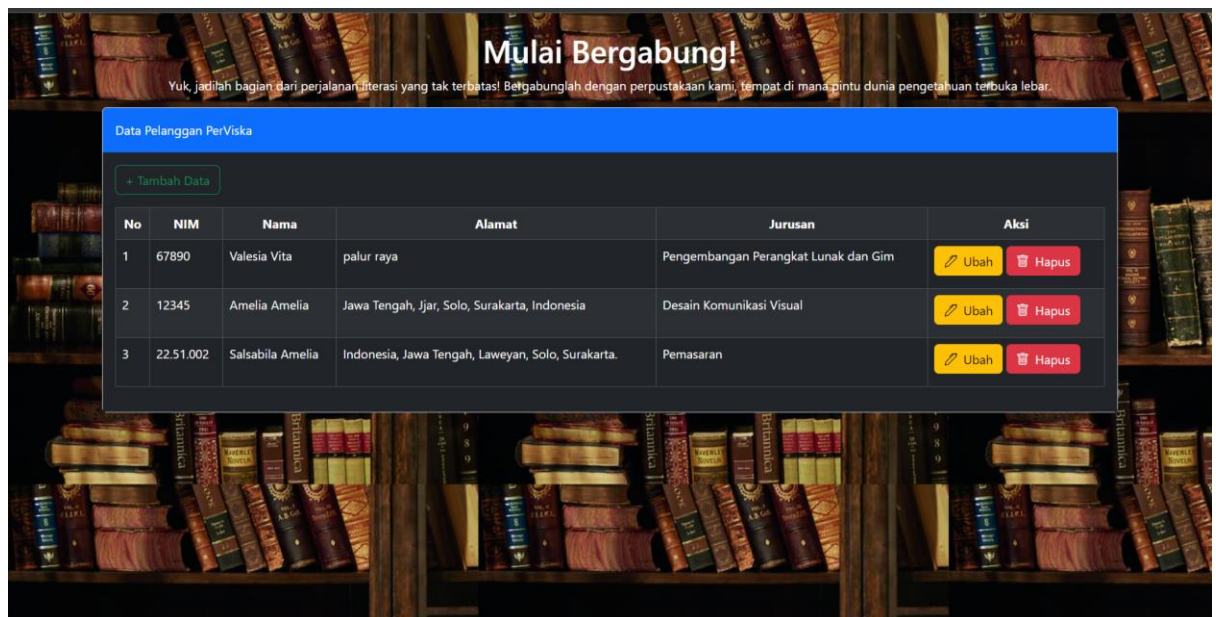 Mulai Bergabung!
Yuk, jadilah bagian dari perjalanan literasi yang tak terbatas! Bergabunglah dengan perpustakaan kami, tempat di mana pintu dunia pengetahuan terbuka lebar.
Data Pelanggan PerViska
+ Tambah Data
No NIM Nama Alamat Jurusan Aksi
1 67890 Valesia Vita palur raya Pengembangan Perangkat Lunak dan Gim Ubah Hapus
2 12345 Amelia Amelia Jawa Tengah, Jjar, Solo, Surakarta, Indonesia Desain Komunikasi Visual Ubah Hapus
3 22.51.002 Salsabila Amelia Indonesia, Jawa Tengah, Laweyan, Solo, Surakarta. Pemasaran Ubah Hapus
Britannica
Britannica
Britannica